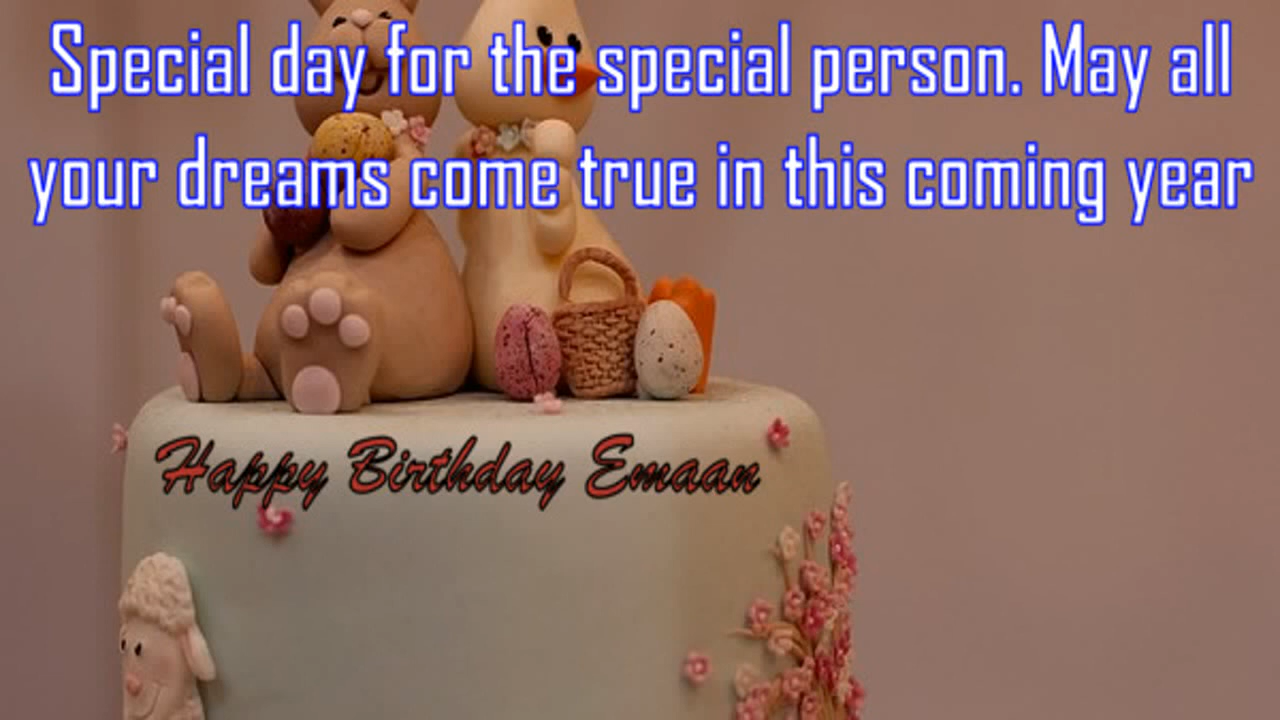 Special day for the special person. May all
your dreams come true in this coming year
Happy Birthday Emaan